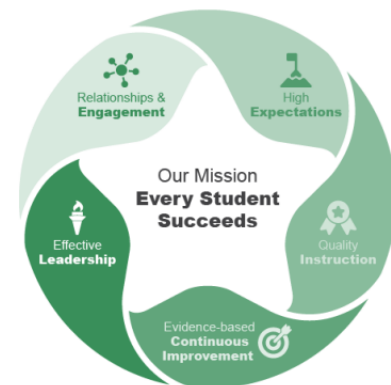 Relationships &
Engagement
High
Expectations
Our Mission
Every Student
Succeeds
Effective
Leadership
Quality
Instruction
Evidence-based
Continuous
Improvement